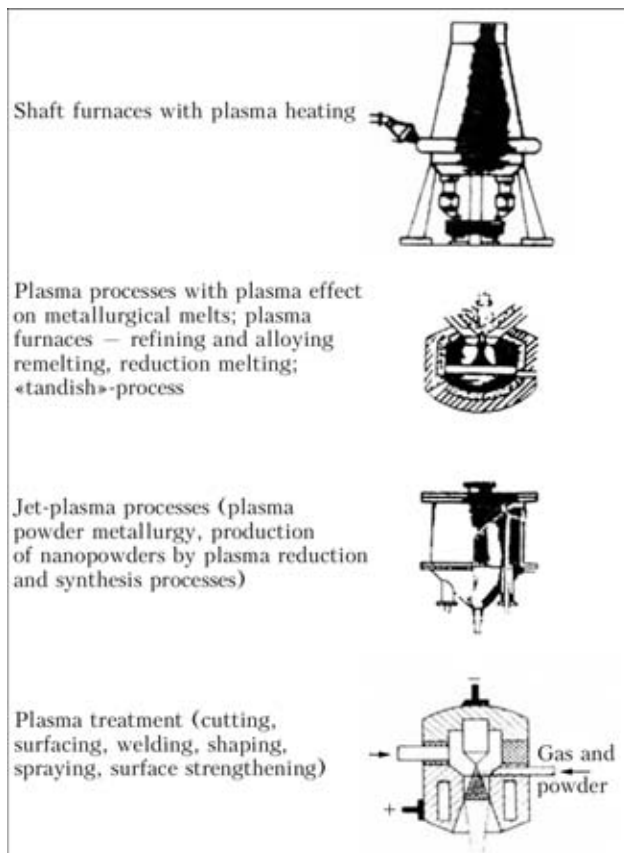 Shaft furnaces with plasma heating
Plasma processes with plasma effect
on metallurgical melts; plasma
furnaces — refining and alloying
remelting, reduction melting;
«tandish»-process
Jet-plasma processes (plasma
powder metallurgy, production
of nanopowders by plasma reduction
and synthesis processes)
–
Plasma treatment (cutting,
surfacing, welding, shaping,
spraying, surface strengthening)
Gas and
powder
+